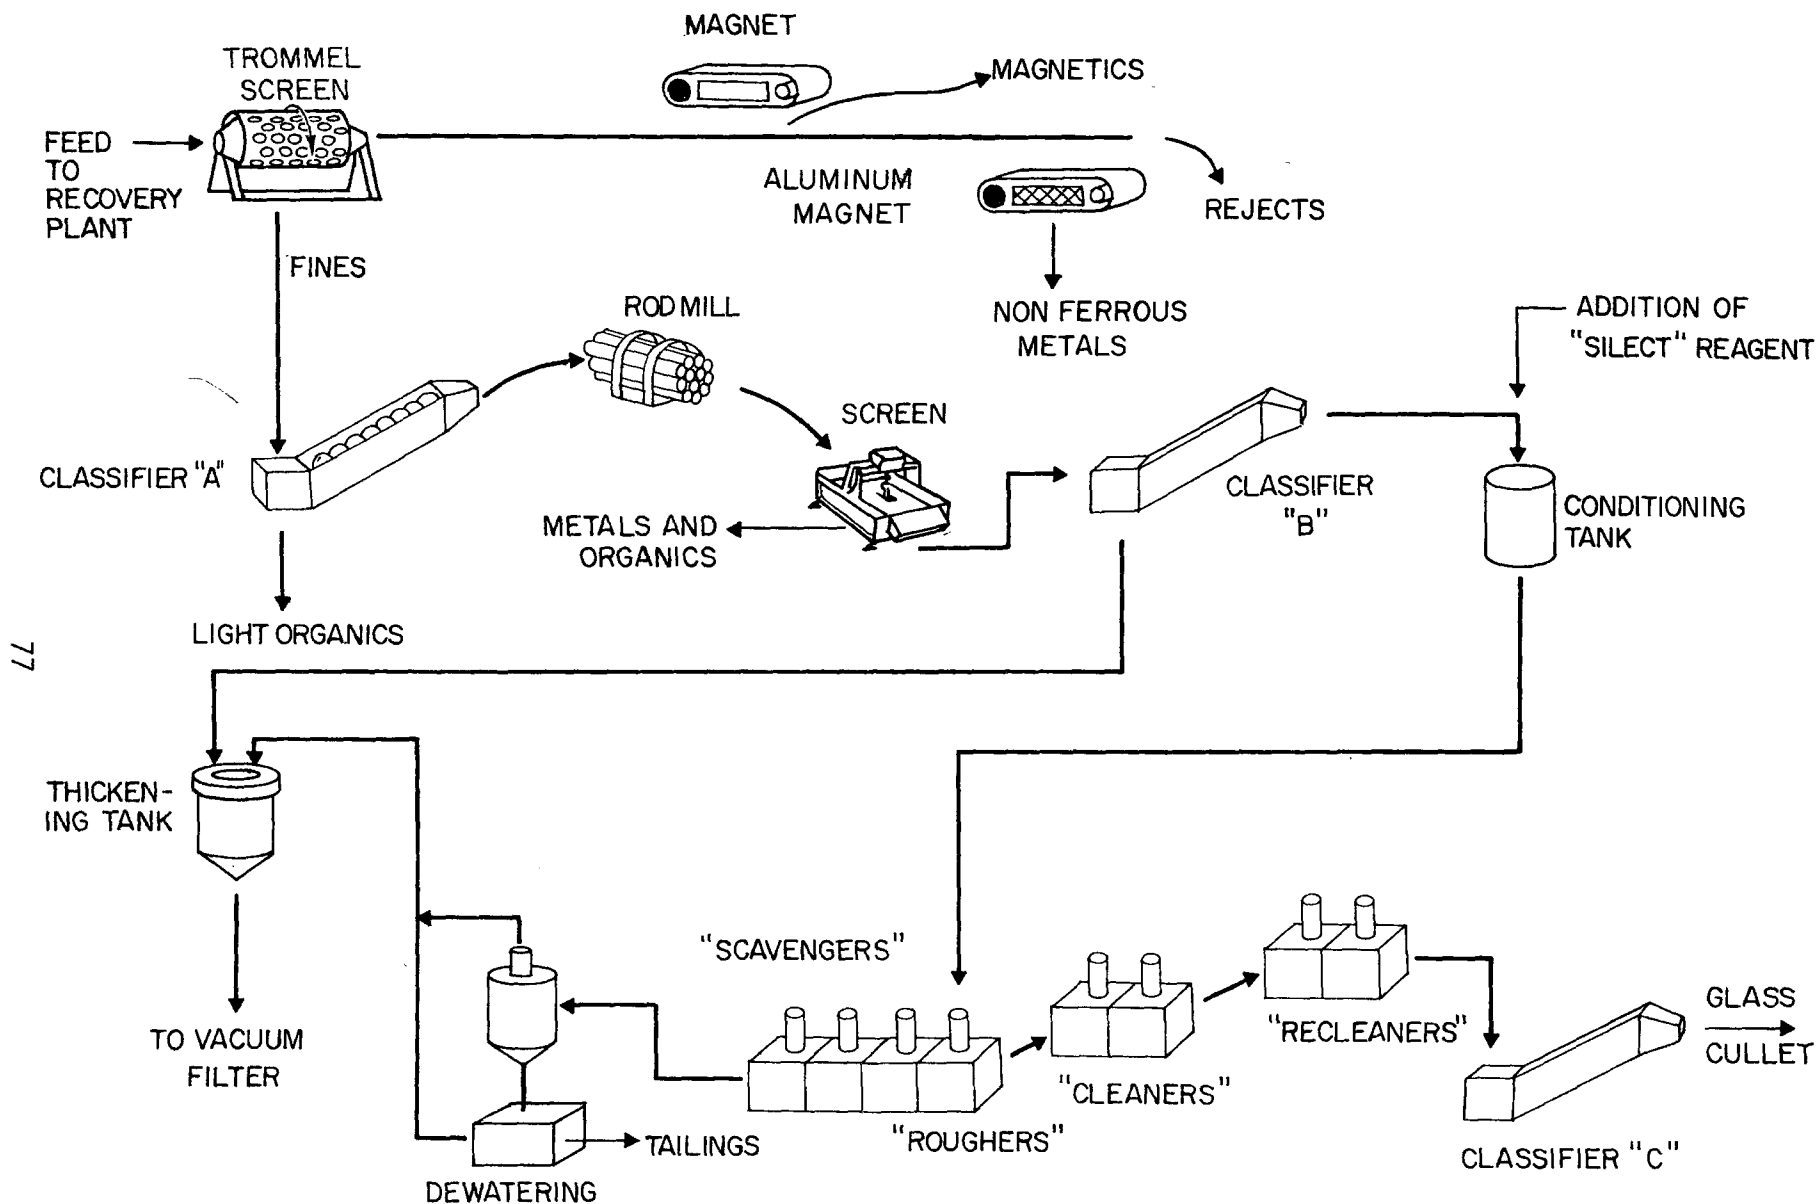 MAGNET
TROMMEL
SCREEN
MAGNETICS
FEED
TO
RECOVERY
PLANT
ALUMINUM
MAGNET
REJECTS
FINES
ROD MILL
NON FERROUS
METALS
ADDITION OF
"SILECT" REAGENT
SCREEN
CLASSIFIER "A"
CLASSIFIER
"B"
CONDITIONING
TANK
METALS AND
ORGANICS
LIGHT ORGANICS
77
THICKEN-
ING TANK
"SCAVENGERS"
TO VACUUM
FILTER
"RECLEANERS"
GLASS
CULLET
"CLEANERS"
"ROUGHERS"
TAILINGS
CLASSIFIER "C"
DEWATERING